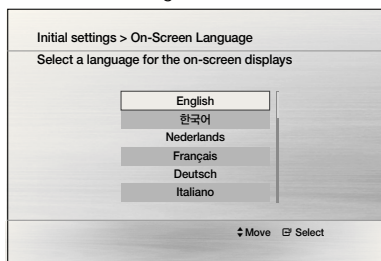 Initial settings > On-Screen Language
Select a language for the on-screen displays
English
한국어
Nederlands
Français
Deutsch
Italiano
Move Select